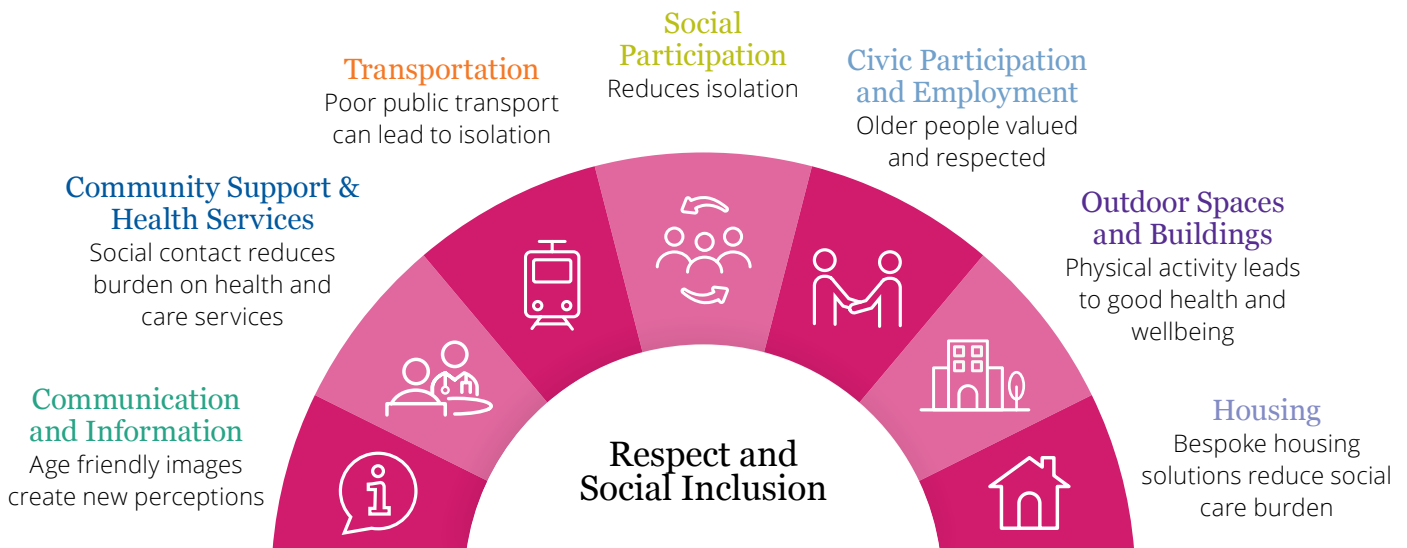 Communication
and Information
Age friendly images
create new perceptions
Community Support &
Health Services
Social contact reduces
burden on health and
care services
Transportation
Poor public transport
can lead to isolation
Social
Participation
Reduces isolation
Civic Participation
and Employment
Older people valued
and respected
Outdoor Spaces
and Buildings
Physical activity leads
to good health and
wellbeing
Housing
Bespoke housing
solutions reduce social
care burden
Respect and
Social Inclusion
i